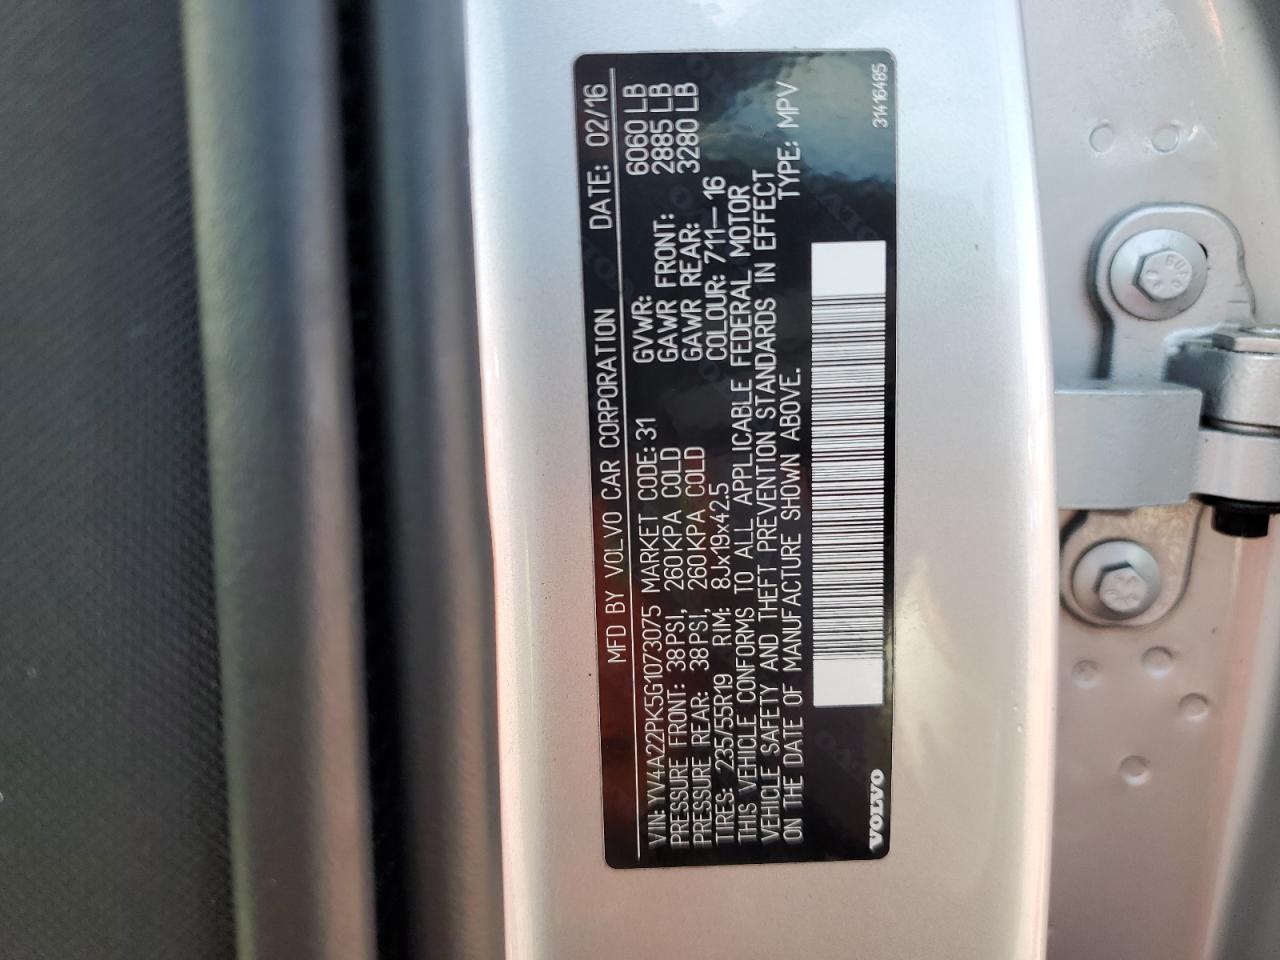 MFD BY VOLVO CAR CORPORATION DATE: 02/16
VIN: YV4A22PK5G1073075 MARKET CODE: 31 GVWR: 6060 LB
PRESSURE FRONT: 38PSI, 260KPA COLD GAWR FRONT: 2885 LB
PRESSURE REAR: 38PSI, 260KPA COLD GAWR REAR: 3280 LB
TIRES: 235/55R19 RIM: 8Jx19x42.5 COLOUR: 711-16
THIS VEHICLE CONFORMS TO ALL APPLICABLE FEDERAL MOTOR
VEHICLE SAFETY AND THEFT PREVENTION STANDARDS IN EFFECT
ON THE DATE OF MANUFACTURE SHOWN ABOVE. TYPE: MPV
VOLVO 31416485